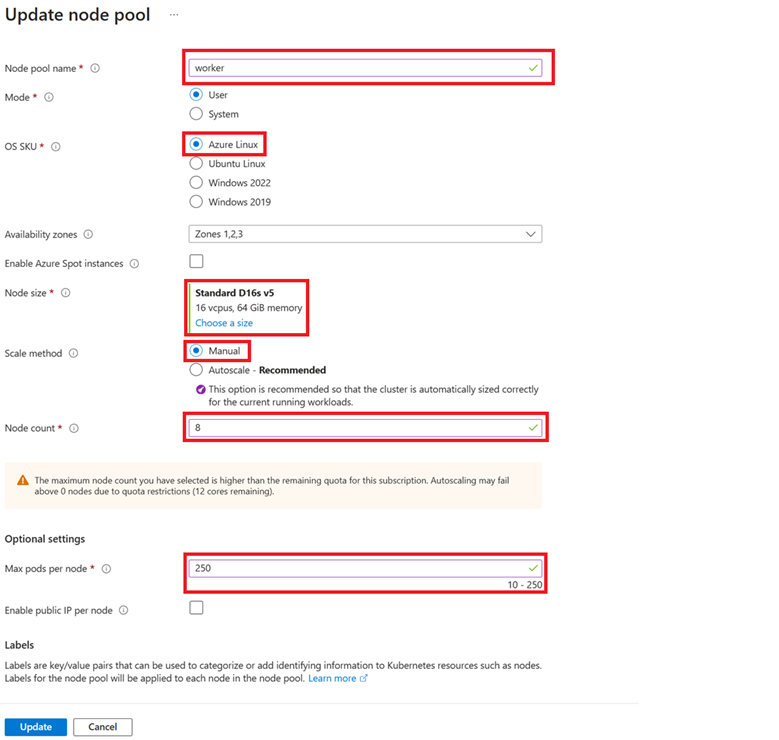 Update node pool ...
Node pool name *
worker
Mode *
User
System
OS SKU *
Azure Linux
Ubuntu Linux
Windows 2022
Windows 2019
Availability zones
Zones 1,2,3
Enable Azure Spot instances
Node size *
Standard D16s v5
16 vcpus, 64 GiB memory
Choose a size
Scale method
Manual
Autoscale - Recommended
This option is recommended so that the cluster is automatically sized correctly
for the current running workloads.
Node count *
8
The maximum node count you have selected is higher than the remaining quota for this subscription. Autoscaling may fail
above 0 nodes due to quota restrictions (12 cores remaining).
Optional settings
Max pods per node *
250
10 - 250
Enable public IP per node
Labels
Labels are key/value pairs that can be used to categorize or add identifying information to Kubernetes resources such as nodes.
Labels for the node pool will be applied to each node in the node pool. Learn more
Update
Cancel